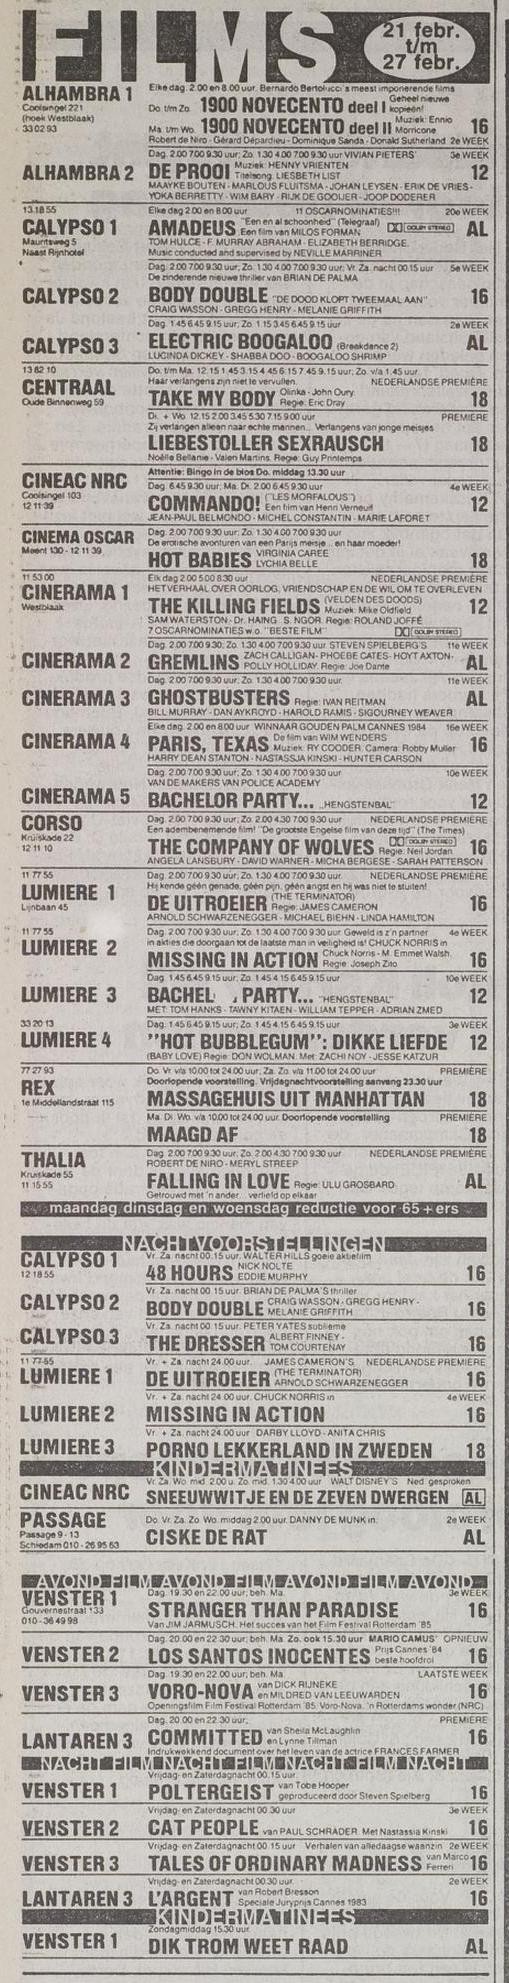 FILMS
21 febr.
t/m
27 febr.
ALHAMBRA 1
Coolsingel 221
(hoek Westblaak)
33 02 93
Elke dag. 2.00 en 8.00 uur. Bernardo Bertolucci's meest imponerende films
Do. t/m Zo. 1900 NOVECENTO deel I Geheel nieuwe kopieën!
Ma. t/m Wo. 1900 NOVECENTO deel II Muziek: Ennio Morricone 16
Robert de Niro - Gérard Dépardieu - Dominique Sanda - Donald Sutherland 2e WEEK
ALHAMBRA 2
Dag. 2.00 7.00 9.30 uur; Zo. 1.30 4.00 7.00 9.30 uur VIVIAN PIETERS' 3e WEEK
DE PROOI Muziek: HENNY VRIENTEN Titelsong: LIESBETH LIST 12
MAAYKE BOUTEN - MARLOUS FLUITSMA - JOHAN LEYSEN - ERIK DE VRIES -
YOKA BERRETTY - WIM BARY - RIJK DE GOOIJER - JOOP DODERER
13 18 55
CALYPSO 1
Mauritsweg 5
Naast Rijnhotel
Elke dag 2.00 en 8.00 uur 11 OSCARNOMINATIES!!! 20e WEEK
AMADEUS "Een en al schoonheid" (Telegraaf) Een film van MILOS FORMAN DOLBY STEREO AL
TOM HULCE - F. MURRAY ABRAHAM - ELIZABETH BERRIDGE.
Music conducted and supervised by NEVILLE MARRINER
CALYPSO 2
Dag. 2.00 7.00 9.30 uur; Zo. 1.30 4.00 7.00 9.30 uur; Vr. Za. nacht 00.15 uur 5e WEEK
De zinderende nieuwe thriller van BRIAN DE PALMA
BODY DOUBLE "DE DOOD KLOPT TWEEMAAL AAN" 16
CRAIG WASSON - GREGG HENRY - MELANIE GRIFFITH
CALYPSO 3
Dag. 1.45 6.45 9.15 uur; Zo. 1.15 3.45 6.45 9.15 uur 2e WEEK
ELECTRIC BOOGALOO (Breakdance 2) AL
LUCINDA DICKEY - SHABBA DOO - BOOGALOO SHRIMP
13 82 10
CENTRAAL
Oude Binnenweg 59
Do. t/m Ma. 12.15 1.45 3.15 4.45 6.15 7.45 9.15 uur; Zo. v/a 1.45 uur.
Haar verlangens zijn niet te vervullen. NEDERLANDSE PREMIÈRE
TAKE MY BODY Olinka - John Oury. Regie: Eric Dray 18
Di. + Wo. 12.15 2.00 3.45 5.30 7.15 9.00 uur PREMIÈRE
Zij verlangen alleen naar echte mannen... Verlangens van jonge meisjes
LIEBESTOLLER SEXRAUSCH 18
Noëlle Bellanie - Valen Martins. Regie: Guy Printemps
Attentie: Bingo in de bios Do. middag 13.30 uur
CINEAC NRC
Coolsingel 103
12 11 39
Dag. 6.45 9.30 uur; Ma. Di. 2.00 6.45 9.30 uur 4e WEEK
COMMANDO! ("LES MORFALOUS") Een film van Henri Verneuil 12
JEAN-PAUL BELMONDO - MICHEL CONSTANTIN - MARIE LAFORET
CINEMA OSCAR
Meent 130 - 12 11 39
Dag. 2.00 7.00 9.30 uur; Zo. 1.30 4.00 7.00 9.30 uur
De erotische avonturen van een Parijs meisje... en haar moeder!
HOT BABIES VIRGINIA CAREE LYCHIA BELLE 18
11 53 00
CINERAMA 1
Westblaak
Elk dag 2.00 5.00 8.30 uur NEDERLANDSE PREMIÈRE
HET VERHAAL OVER OORLOG, VRIENDSCHAP EN DE WIL OM TE OVERLEVEN
THE KILLING FIELDS (VELDEN DES DOODS) Muziek: Mike Oldfield 12
SAM WATERSTON - Dr. HAING S. NGOR. Regie: ROLAND JOFFÉ
7 OSCARNOMINATIES w.o. "BESTE FILM" DOLBY STEREO
CINERAMA 2
Dag. 2.00 7.00 9.30; Zo. 1.30 4.00 7.00 9.30 uur STEVEN SPIELBERG'S 11e WEEK
GREMLINS ZACH CALLIGAN - PHOEBE CATES - HOYT AXTON - POLLY HOLLIDAY. Regie: Joe Dante AL
CINERAMA 3
Dag. 2.00 7.00 9.30 uur; Zo. 1.30 4.00 7.00 9.30 uur. 11e WEEK
GHOSTBUSTERS Regie: IVAN REITMAN AL
BILL MURRAY - DAN AYKROYD - HAROLD RAMIS - SIGOURNEY WEAVER
CINERAMA 4
Elke dag. 2.00 en 8.00 uur WINNAAR GOUDEN PALM CANNES 1984 16e WEEK
PARIS, TEXAS De film van WIM WENDERS Muziek: RY COODER. Camera: Robby Muller 16
HARRY DEAN STANTON - NASTASSJA KINSKI - HUNTER CARSON
CINERAMA 5
Dag. 2.00 7.00 9.30 uur; Zo. 1.30 4.00 7.00 9.30 uur 10e WEEK
VAN DE MAKERS VAN POLICE ACADEMY
BACHELOR PARTY... "HENGSTENBAL" 12
CORSO
Kruiskade 22
12 11 10
Dag. 2.00 7.00 9.30 uur; Zo. 2.00 4.30 7.00 9.30 uur NEDERLANDSE PREMIÈRE
Een adembenemende film! "De grootste Engelse film van deze tijd" (The Times)
THE COMPANY OF WOLVES DOLBY STEREO Regie: Neil Jordan 16
ANGELA LANSBURY - DAVID WARNER - MICHA BERGESE - SARAH PATTERSON
11 77 55
LUMIERE 1
Lijnbaan 45
Dag. 2.00 7.00 9.30 uur; Zo. 1.30 4.00 7.00 9.30 uur NEDERLANDSE PREMIÈRE
Hij kende géén genade, géén pijn, géén angst en hij was niet te stuiten!
DE UITROEIER (THE TERMINATOR) Regie: JAMES CAMERON 16
ARNOLD SCHWARZENEGGER - MICHAEL BIEHN - LINDA HAMILTON
11 77 55
LUMIERE 2
Dag. 2.00 7.00 9.30 uur; Zo. 1.30 4.00 7.00 9.30 uur Geweld is z'n partner 4e WEEK
in akties die doorgaan tot de laatste man in veiligheid is! CHUCK NORRIS in
MISSING IN ACTION Chuck Norris - M. Emmet Walsh. Regie: Joseph Zito 16
LUMIERE 3
Dag. 1.45 6.45 9.15 uur; Zo. 1.45 4.15 6.45 9.15 uur 10e WEEK
BACHEL PARTY... "HENGSTENBAL" 12
MET: TOM HANKS - TAWNY KITAEN - WILLIAM TEPPER - ADRIAN ZMED
33 20 13
LUMIERE 4
Dag. 1.45 6.45 9.15 uur; Zo. 1.45 4.15 6.45 9.15 uur 3e WEEK
"HOT BUBBLEGUM": DIKKE LIEFDE 12
(BABY LOVE) Regie: DON WOLMAN. Met: ZACHI NOY - JESSE KATZUR
77 27 93
REX
1e Middellandstraat 115
Do. Vr. v/a 10.00 tot 24.00 uur; Za. Zo. v/a 11.00 tot 24.00 uur PREMIÈRE
Doorlopende voorstelling. Vrijdagnachtvoorstelling aanvang 23.30 uur
MASSAGEHUIS UIT MANHATTAN 18
Ma. Di. Wo. v/a 10.00 tot 24.00 uur. Doorlopende voorstelling PREMIÈRE
MAAGD AF 18
THALIA
Kruiskade 55
11 15 55
Dag. 2.00 7.00 9.30 uur; Zo. 2.00 4.30 7.00 9.30 uur NEDERLANDSE PREMIÈRE
ROBERT DE NIRO - MERYL STREEP
FALLING IN LOVE Regie: ULU GROSBARD AL
Getrouwd met 'n ander... verliefd op elkaar
maandag dinsdag en woensdag reductie voor 65+ers
NACHTVOORSTELLINGEN
CALYPSO 1
12 18 55
Vr. Za. nacht 00.15 uur. WALTER HILLS goeie aktiefilm
48 HOURS NICK NOLTE EDDIE MURPHY 16
CALYPSO 2
Vr. Za. nacht 00.15 uur. BRIAN DE PALMA'S thriller
BODY DOUBLE CRAIG WASSON - GREGG HENRY - MELANIE GRIFFITH 16
CALYPSO 3
Vr. Za. nacht 00.15 uur. PETER YATES sublieme
THE DRESSER ALBERT FINNEY - TOM COURTENAY 16
11 77 55
LUMIERE 1
Vr. + Za. nacht 24.00 uur. JAMES CAMERON'S NEDERLANDSE PREMIÈRE
DE UITROEIER (THE TERMINATOR) ARNOLD SCHWARZENEGGER 16
LUMIERE 2
Vr. + Za. nacht 24.00 uur. CHUCK NORRIS in 4e WEEK
MISSING IN ACTION 16
LUMIERE 3
Vr. + Za. nacht 24.00 uur DARBY LLOYD - ANITA CHRIS
PORNO LEKKERLAND IN ZWEDEN 18
KINDERMATINEES
CINEAC NRC
Vr. Za. Wo. mid. 2.00 u. Zo. mid. 1.30 4.00 uur WALT DISNEY'S Ned. gesproken
SNEEUWWITJE EN DE ZEVEN DWERGEN AL
PASSAGE
Passage 9 - 13
Schiedam 010 - 26 95 63
Do. Vr. Za. Zo. Wo. middag 2.00 uur. DANNY DE MUNK in: 2e WEEK
CISKE DE RAT AL
AVOND FILM AVOND FILM AVOND FILM AVOND
VENSTER 1
Gouvernestraat 133
010 - 36 49 98
Dag. 19.30 en 22.00 uur; beh. Ma. 3e WEEK
STRANGER THAN PARADISE 16
Van JIM JARMUSCH. Het succes van het Film Festival Rotterdam '85
VENSTER 2
Dag. 20.00 en 22.30 uur; beh. Ma. Zo. ook 15.30 uur MARIO CAMUS' OPNIEUW
LOS SANTOS INOCENTES Prijs Cannes '84 beste hoofdrol 16
VENSTER 3
Dag. 19.30 en 22.00 uur; beh. Ma. LAATSTE WEEK
VORO-NOVA van DICK RIJNEKE en MILDRED VAN LEEUWARDEN 16
Openingsfilm Film Festival Rotterdam '85. Voro-Nova, 'n Rotterdams wonder (NRC)
LANTAREN 3
Dag. 20.00 en 22.30 uur; PREMIÈRE
COMMITTED van Sheila McLaughlin en Lynne Tillman 16
Indrukwekkend document over het leven van de actrice FRANCES FARMER
NACHT FILM NACHT FILM NACHT FILM NACHT
VENSTER 1
Vrijdag- en Zaterdagnacht 00.15 uur
POLTERGEIST van Tobe Hooper geproduceerd door Steven Spielberg 16
VENSTER 2
Vrijdag- en Zaterdagnacht 00.30 uur 3e WEEK
CAT PEOPLE van PAUL SCHRADER. Met Nastassia Kinski 16
VENSTER 3
Vrijdag- en Zaterdagnacht 00.15 uur Verhalen van alledaagse waanzin 2e WEEK
TALES OF ORDINARY MADNESS van Marco Ferreri 16
LANTAREN 3
Vrijdag- en Zaterdagnacht 00.30 uur. 2e WEEK
L'ARGENT van Robert Bresson Speciale Juryprijs Cannes 1983 16
KINDERMATINEES
VENSTER 1
Zondagmiddag 15.30 uur
DIK TROM WEET RAAD AL